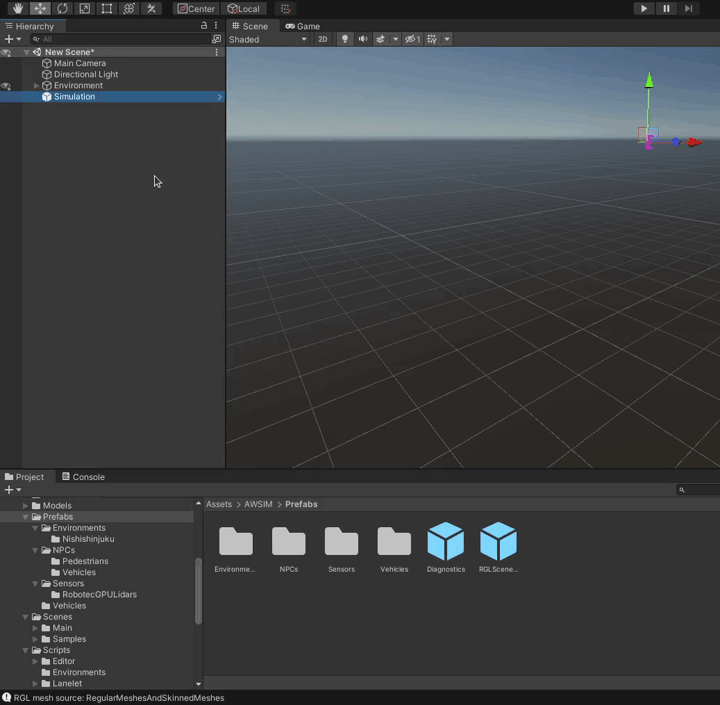 Center Local
Hierarchy
All
New Scene*
Main Camera
Directional Light
Environment
Simulation
Scene Game
Shaded 2D 1
Project Console
Models
Prefabs
Environments
Nishishinjuku
NPCs
Pedestrians
Vehicles
Sensors
RobotecGPULidars
Vehicles
Scenes
Main
Samples
Scripts
Editor
Environments
Lanelet
Assets > AWSIM > Prefabs
Environme... NPCs Sensors Vehicles Diagnostics RGLScene...
RGL mesh source: RegularMeshesAndSkinnedMeshes